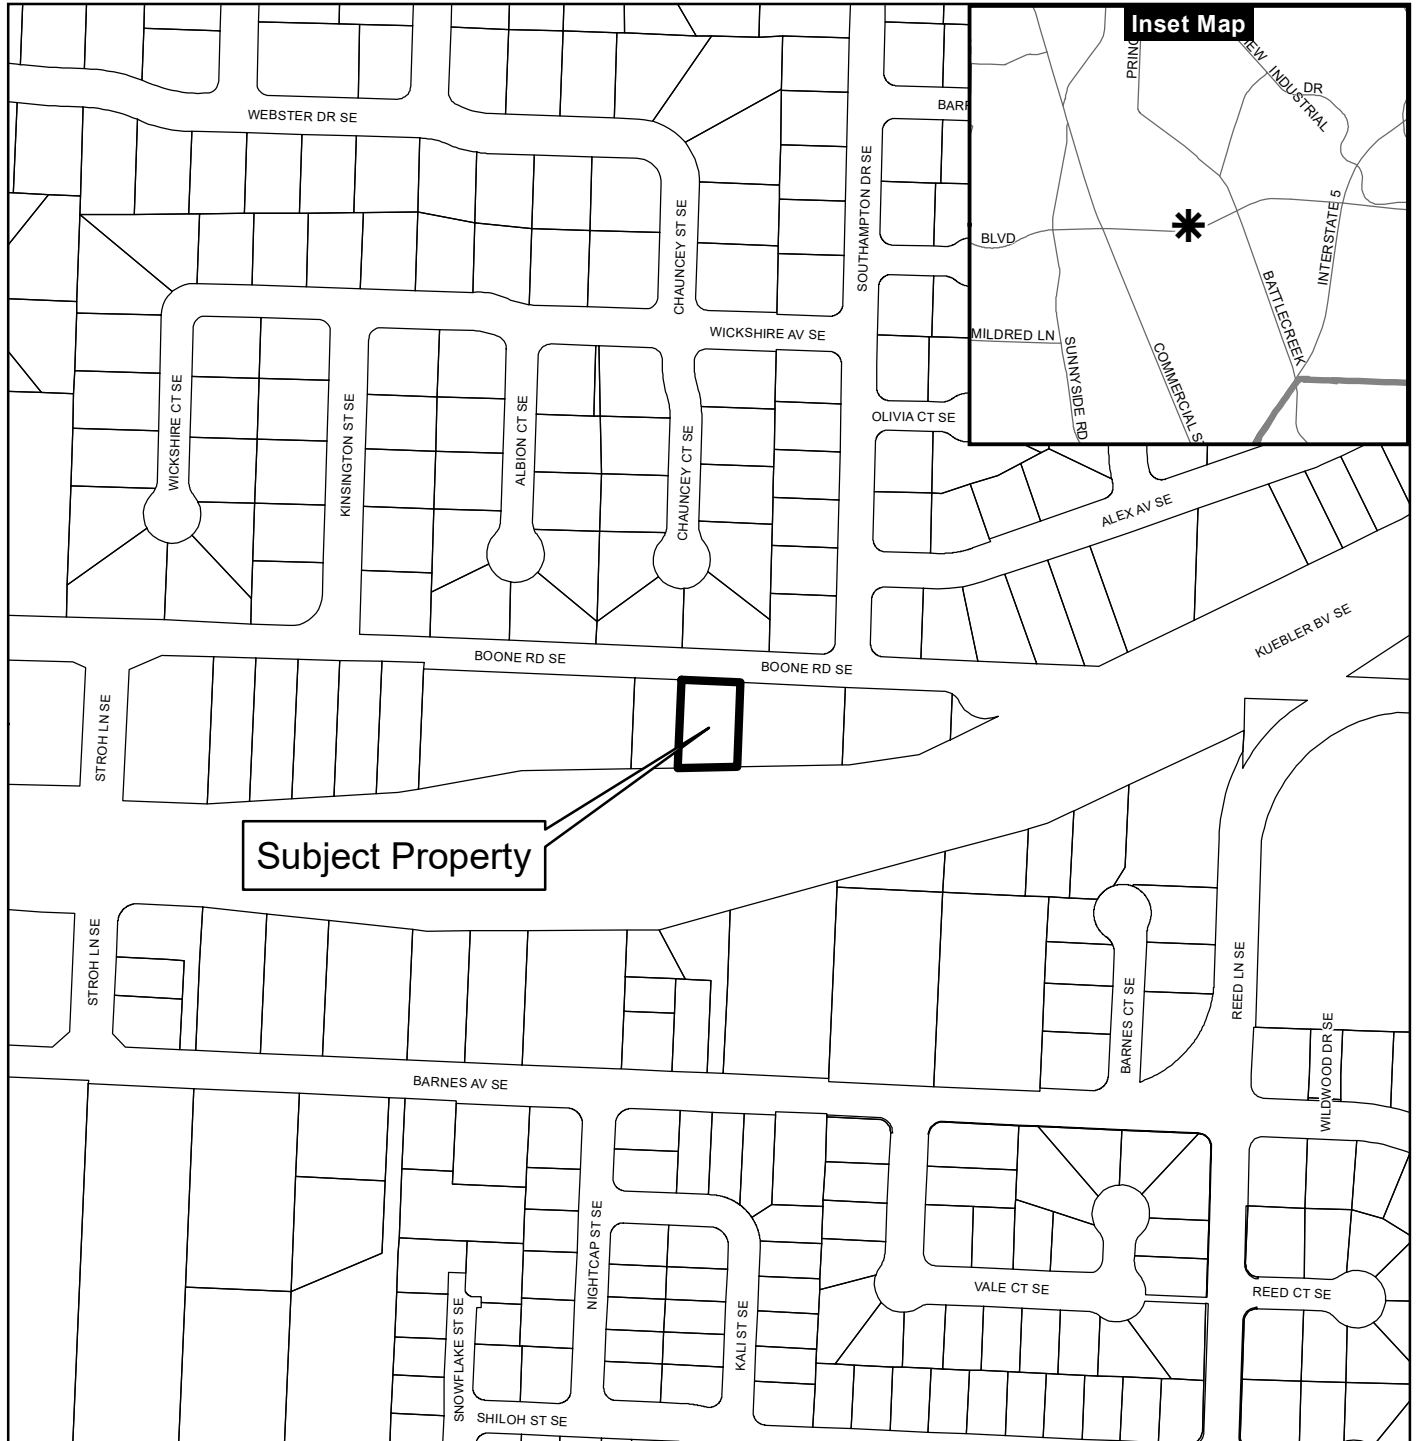 Inset Map
PRINC
IEW INDUSTRIAL
DR
BLVD
INTERSTATE 5
BATTLECREEK
MILDRED LN
SUNNYSIDE RD
COMMERCIAL S
WEBSTER DR SE
BARR
SOUTHAMPTON DR SE
CHAUNCEY ST SE
WICKSHIRE AV SE
WICKSHIRE CT SE
KINSINGTON ST SE
ALBION CT SE
CHAUNCEY CT SE
OLIVIA CT SE
ALEX AV SE
KUEBLER BV SE
BOONE RD SE
BOONE RD SE
STROH LN SE
Subject Property
STROH LN SE
BARNES CT SE
REED LN SE
WILDWOOD DR SE
BARNES AV SE
NIGHTCAP ST SE
SNOWFLAKE ST SE
KALI ST SE
VALE CT SE
REED CT SE
SHILOH ST SE